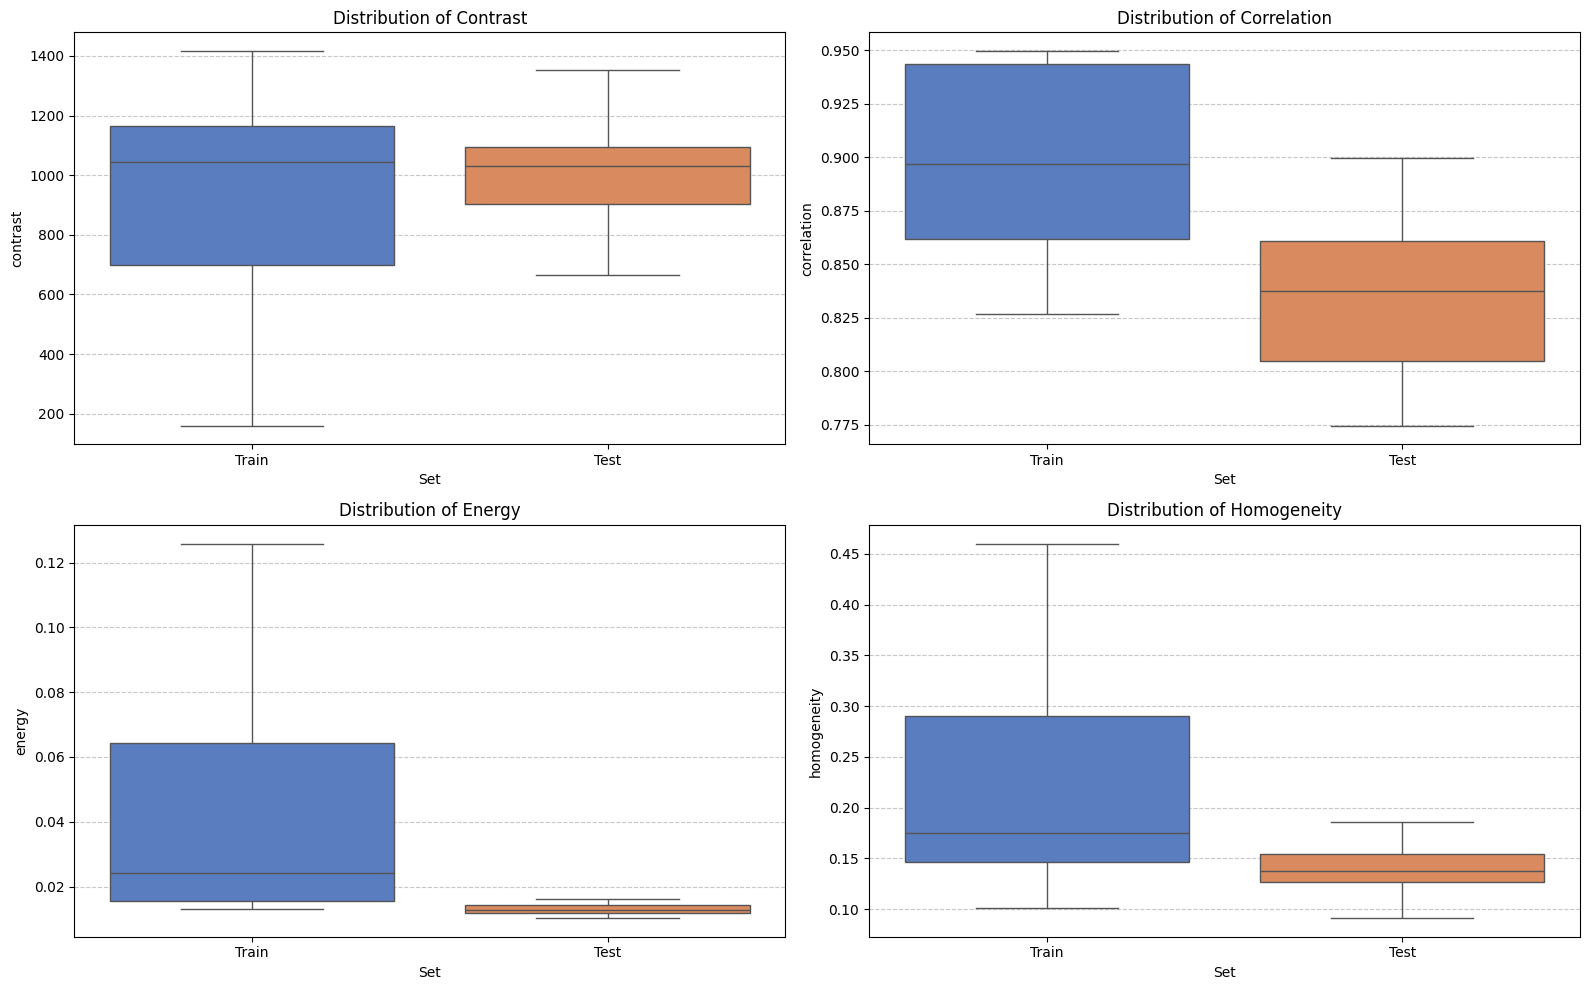 Distribution of Contrast
1400
1200
1000
800
600
400
200
contrast
Train
Test
Set
Distribution of Correlation
0.950
0.925
0.900
0.875
0.850
0.825
0.800
0.775
correlation
Train
Test
Set
Distribution of Energy
0.12
0.10
0.08
0.06
0.04
0.02
energy
Train
Test
Set
Distribution of Homogeneity
0.45
0.40
0.35
0.30
0.25
0.20
0.15
0.10
homogeneity
Train
Test
Set